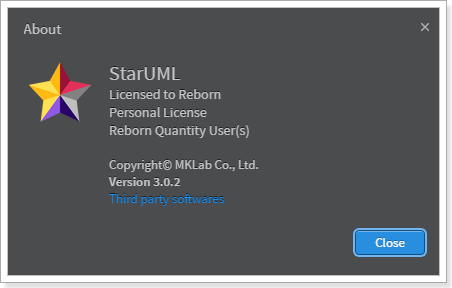 About
StarUML
Licensed to Reborn
Personal License
Reborn Quantity User(s)
Copyright© MKLab Co., Ltd.
Version 3.0.2
Third party softwares
Close